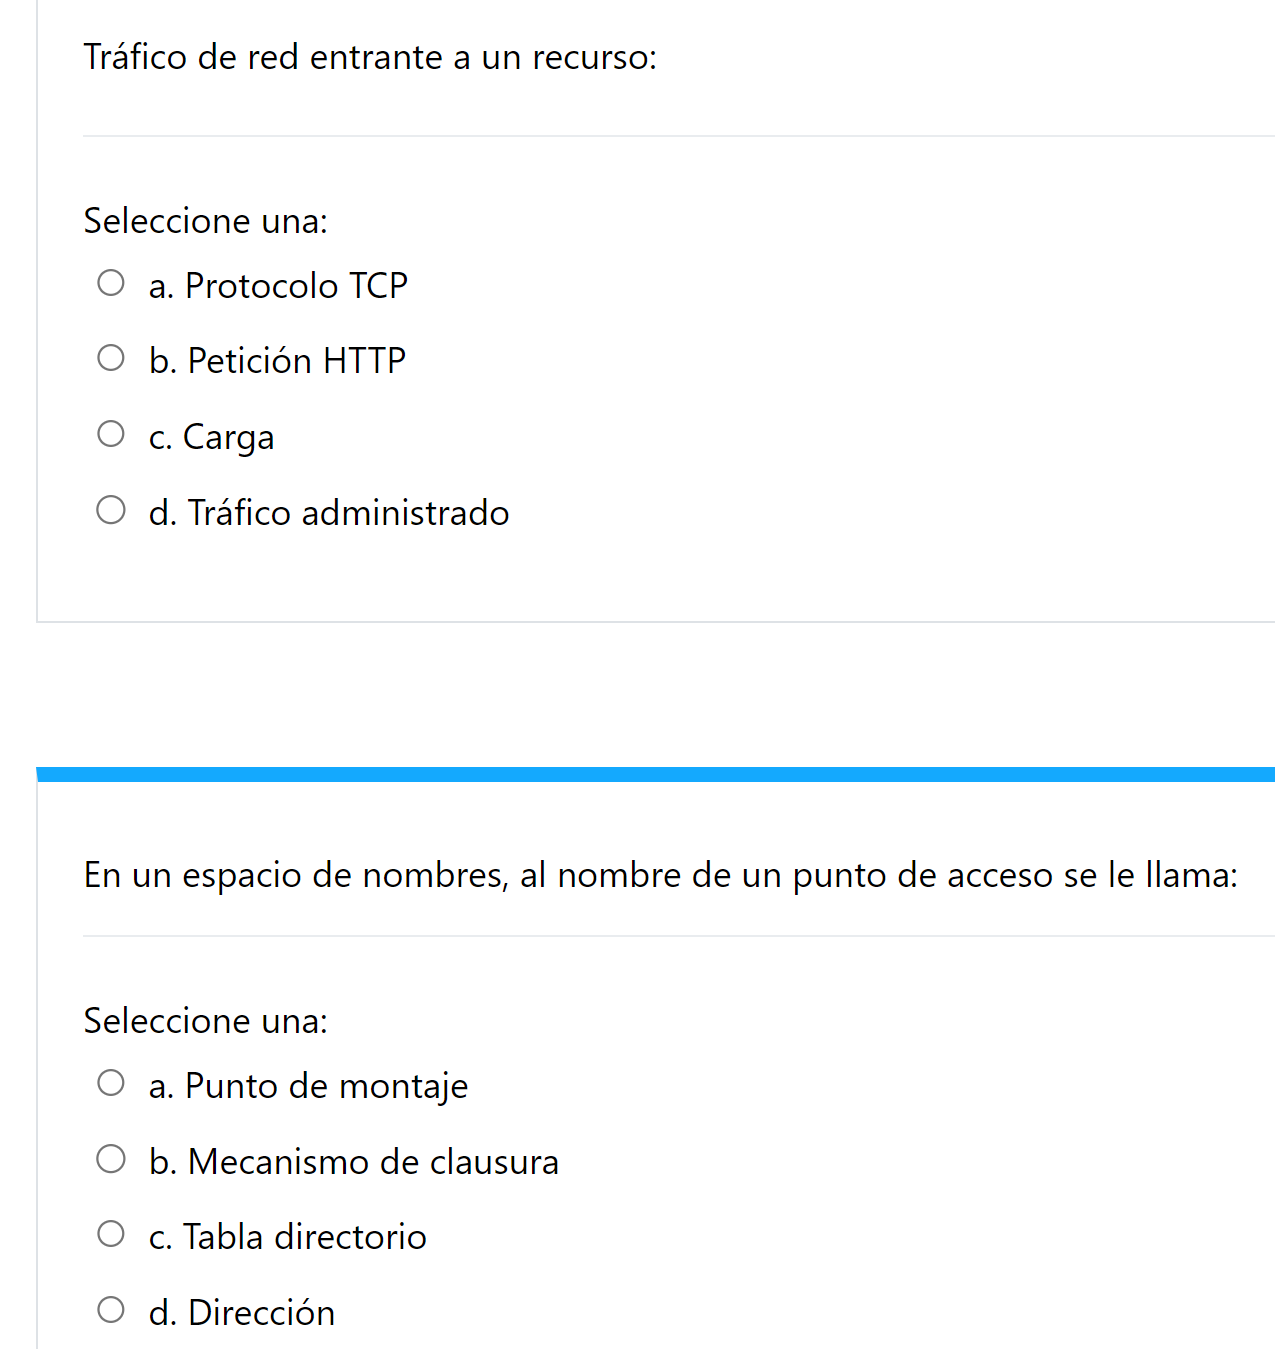 Tráfico de red entrante a un recurso:
Seleccione una:
a. Protocolo TCP
b. Petición HTTP
c. Carga
d. Tráfico administrado
En un espacio de nombres, al nombre de un punto de acceso se le llama:
Seleccione una:
a. Punto de montaje
b. Mecanismo de clausura
c. Tabla directorio
d. Dirección